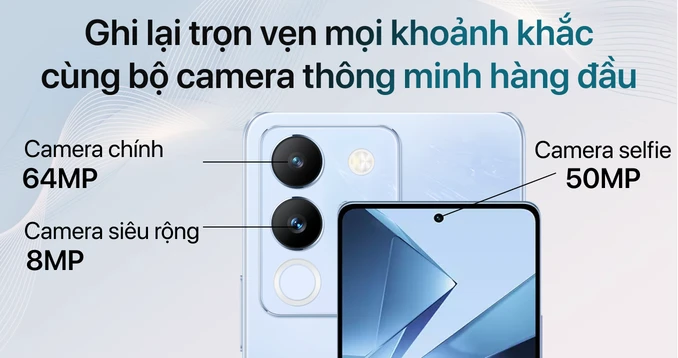 Ghi lại trọn vẹn mọi khoảnh khắc
cùng bộ camera thông minh hàng đầu
Camera chính
64MP
Camera siêu rộng
8MP
Camera selfie
50MP